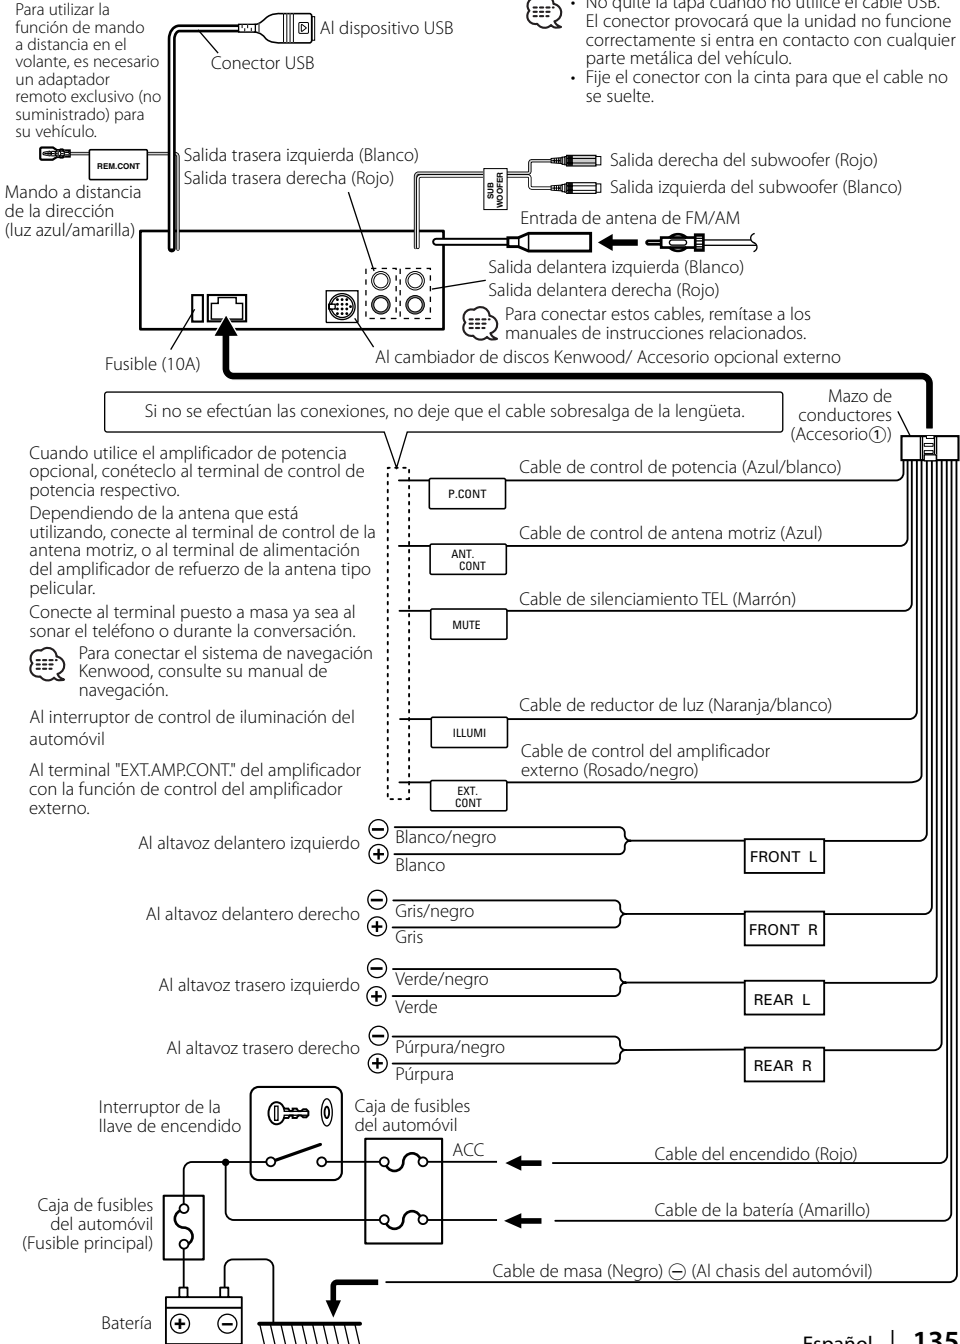 Para utilizar la
función de mando
a distancia en el
volante, es necesario
un adaptador
remoto exclusivo (no
suministrado) para
su vehículo.
Al dispositivo USB
Conector USB
• No quite la tapa cuando no utilice el cable USB.
El conector provocará que la unidad no funcione
correctamente si entra en contacto con cualquier
parte metálica del vehículo.
• Fije el conector con la cinta para que el cable no
se suelte.
REM.CONT
Mando a distancia
de la dirección
(luz azul/amarilla)
Salida trasera izquierda (Blanco)
Salida trasera derecha (Rojo)
SUB
WOOFER
Salida derecha del subwoofer (Rojo)
Salida izquierda del subwoofer (Blanco)
Entrada de antena de FM/AM
Salida delantera izquierda (Blanco)
Salida delantera derecha (Rojo)
Para conectar estos cables, remítase a los
manuales de instrucciones relacionados.
Fusible (10A)
Al cambiador de discos Kenwood/ Accesorio opcional externo
Si no se efectúan las conexiones, no deje que el cable sobresalga de la lengüeta.
Mazo de
conductores
(Accesorio①)
Cuando utilice el amplificador de potencia
opcional, conéteclo al terminal de control de
potencia respectivo.
Cable de control de potencia (Azul/blanco)
P.CONT
Dependiendo de la antena que está
utilizando, conecte al terminal de control de la
antena motriz, o al terminal de alimentación
del amplificador de refuerzo de la antena tipo
pelicular.
Cable de control de antena motriz (Azul)
ANT.
CONT
Conecte al terminal puesto a masa ya sea al
sonar el teléfono o durante la conversación.
Cable de silenciamiento TEL (Marrón)
MUTE
Para conectar el sistema de navegación
Kenwood, consulte su manual de
navegación.
Al interruptor de control de iluminación del
automóvil
Cable de reductor de luz (Naranja/blanco)
ILLUMI
Al terminal "EXT.AMP.CONT." del amplificador
con la función de control del amplificador
externo.
Cable de control del amplificador
externo (Rosado/negro)
EXT.
CONT
Al altavoz delantero izquierdo
⊖ Blanco/negro
⊕ Blanco
FRONT L
Al altavoz delantero derecho
⊖ Gris/negro
⊕ Gris
FRONT R
Al altavoz trasero izquierdo
⊖ Verde/negro
⊕ Verde
REAR L
Al altavoz trasero derecho
⊖ Púrpura/negro
⊕ Púrpura
REAR R
Interruptor de la
llave de encendido
Caja de fusibles
del automóvil
ACC
Cable del encendido (Rojo)
Caja de fusibles
del automóvil
(Fusible principal)
Cable de la batería (Amarillo)
Cable de masa (Negro) ⊖ (Al chasis del automóvil)
Batería
⊕ ⊖
Español | 135